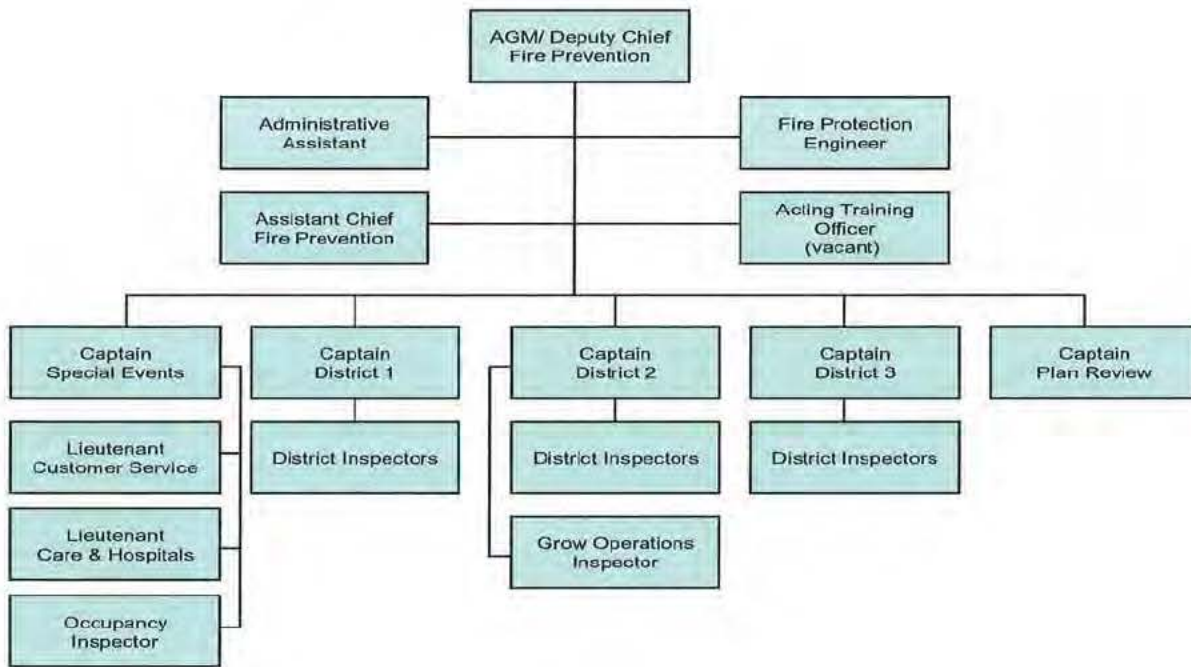 AGM/ Deputy Chief
Fire Prevention
Administrative
Assistant
Fire Protection
Engineer
Assistant Chief
Fire Prevention
Acting Training
Officer
(vacant)
Captain
Special Events
Captain
District 1
Captain
District 2
Captain
District 3
Captain
Plan Review
Lieutenant
Customer Service
District Inspectors
District Inspectors
District Inspectors
Lieutenant
Care & Hospitals
Grow Operations
Inspector
Occupancy
Inspector